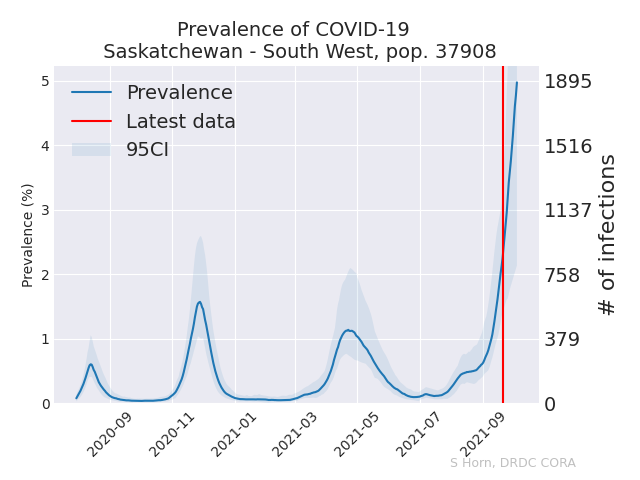 Prevalence of COVID-19
Saskatchewan - South West, pop. 37908
Prevalence
Latest data
95CI
Prevalence (%)
5
4
3
2
1
0
1895
1516
1137
758
379
0
# of infections
2020-09
2020-11
2021-01
2021-03
2021-05
2021-07
2021-09
S Horn, DRDC CORA